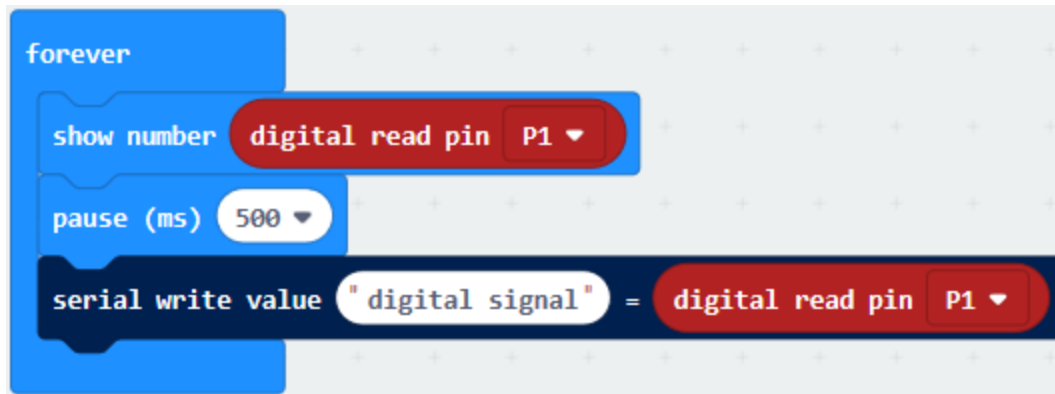 forever
show number digital read pin P1
pause (ms) 500
serial write value "digital signal" = digital read pin P1